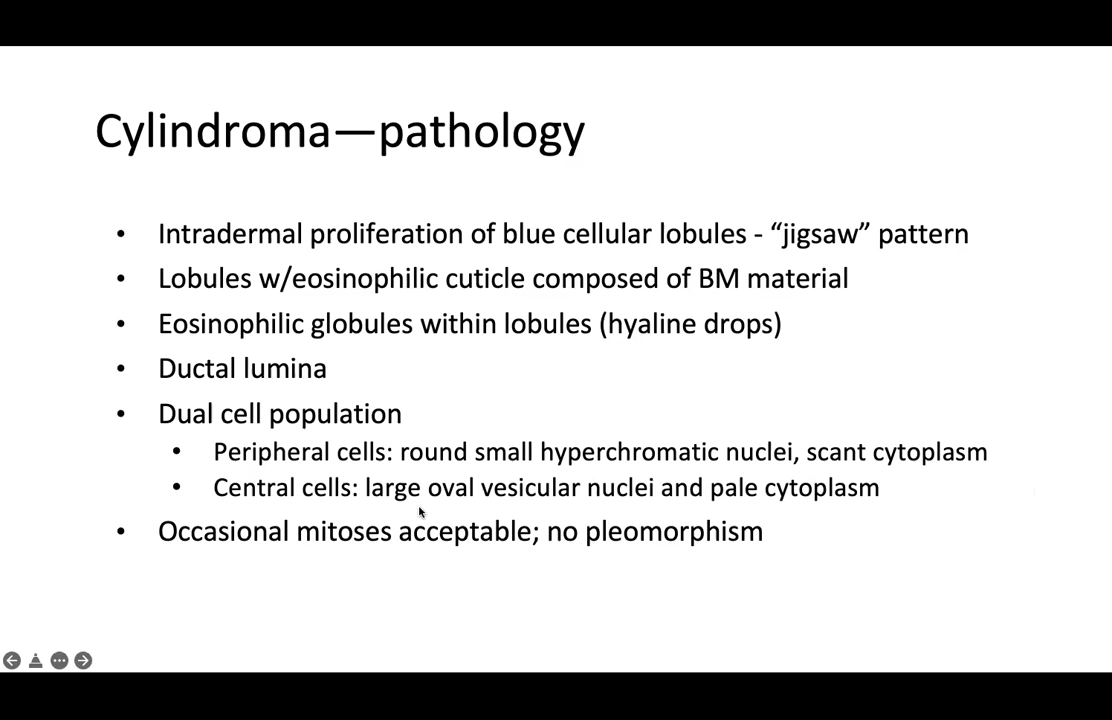 Cylindroma—pathology
• Intradermal proliferation of blue cellular lobules - “jigsaw” pattern
• Lobules w/eosinophilic cuticle composed of BM material
• Eosinophilic globules within lobules (hyaline drops)
• Ductal lumina
• Dual cell population
• Peripheral cells: round small hyperchromatic nuclei, scant cytoplasm
• Central cells: large oval vesicular nuclei and pale cytoplasm
• Occasional mitoses acceptable; no pleomorphism